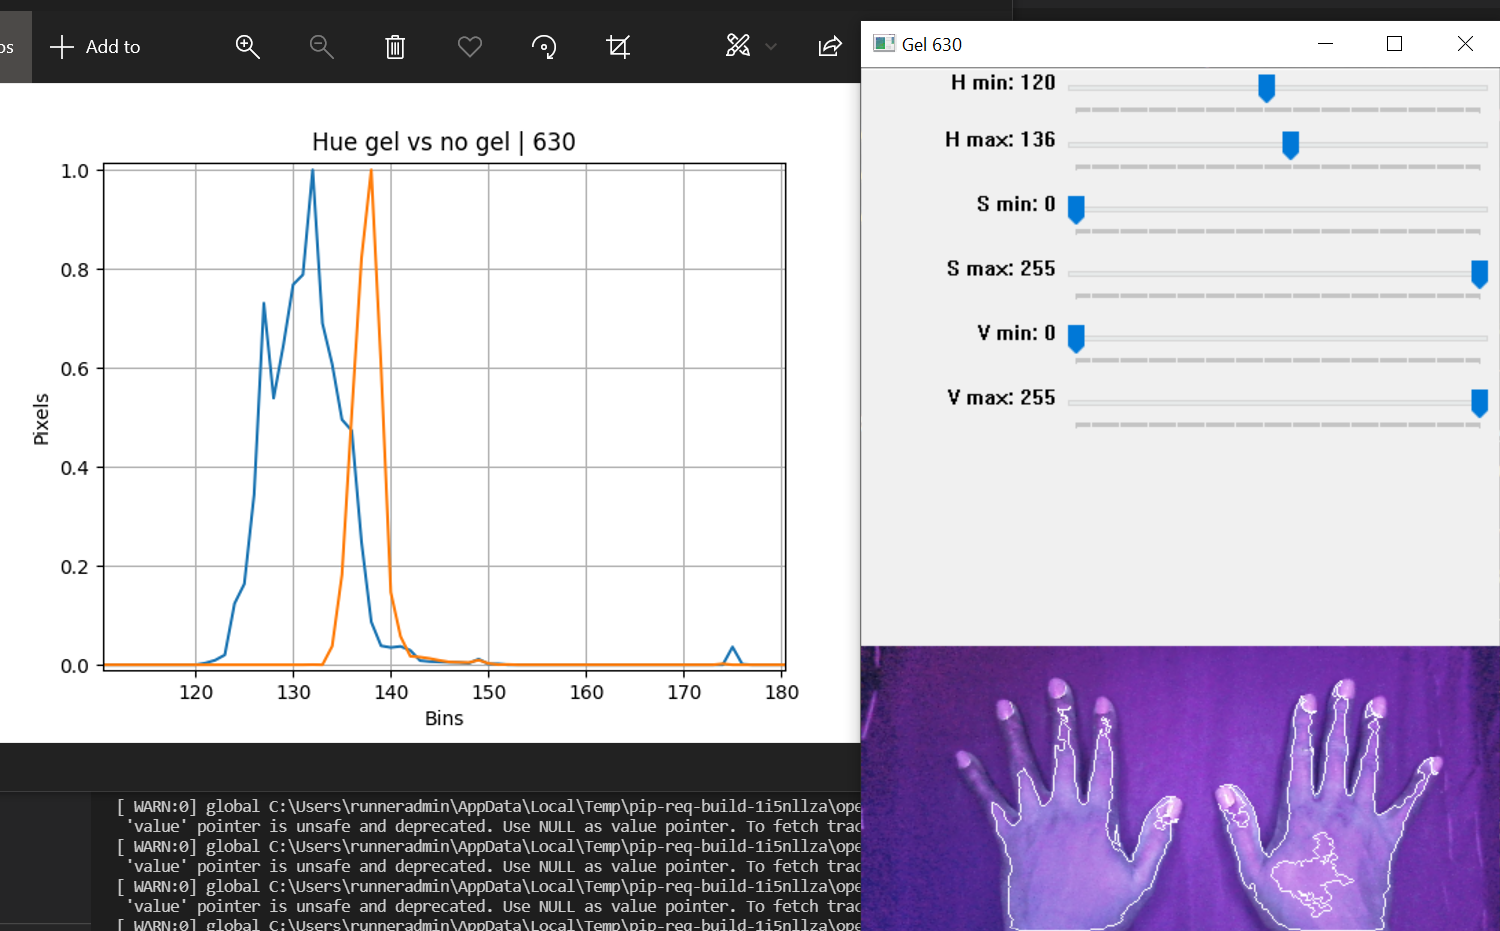 os
Add to
Gel 630
H min: 120
H max: 136
S min: 0
S max: 255
V min: 0
V max: 255
Hue gel vs no gel | 630
1.0
0.8
0.6
0.4
0.2
0.0
Pixels
120 130 140 150 160 170 180
Bins
[ WARN:0] global C:\Users\runneradmin\AppData\Local\Temp\pip-req-build-1i5nllza\ope
'value' pointer is unsafe and deprecated. Use NULL as value pointer. To fetch trac
[ WARN:0] global C:\Users\runneradmin\AppData\Local\Temp\pip-req-build-1i5nllza\ope
'value' pointer is unsafe and deprecated. Use NULL as value pointer. To fetch trac
[ WARN:0] global C:\Users\runneradmin\AppData\Local\Temp\pip-req-build-1i5nllza\ope
'value' pointer is unsafe and deprecated. Use NULL as value pointer. To fetch trac
[ WARN:0] global C:\Users\runneradmin\AppData\Local\Temp\pip-req-build-1i5nllza\ope